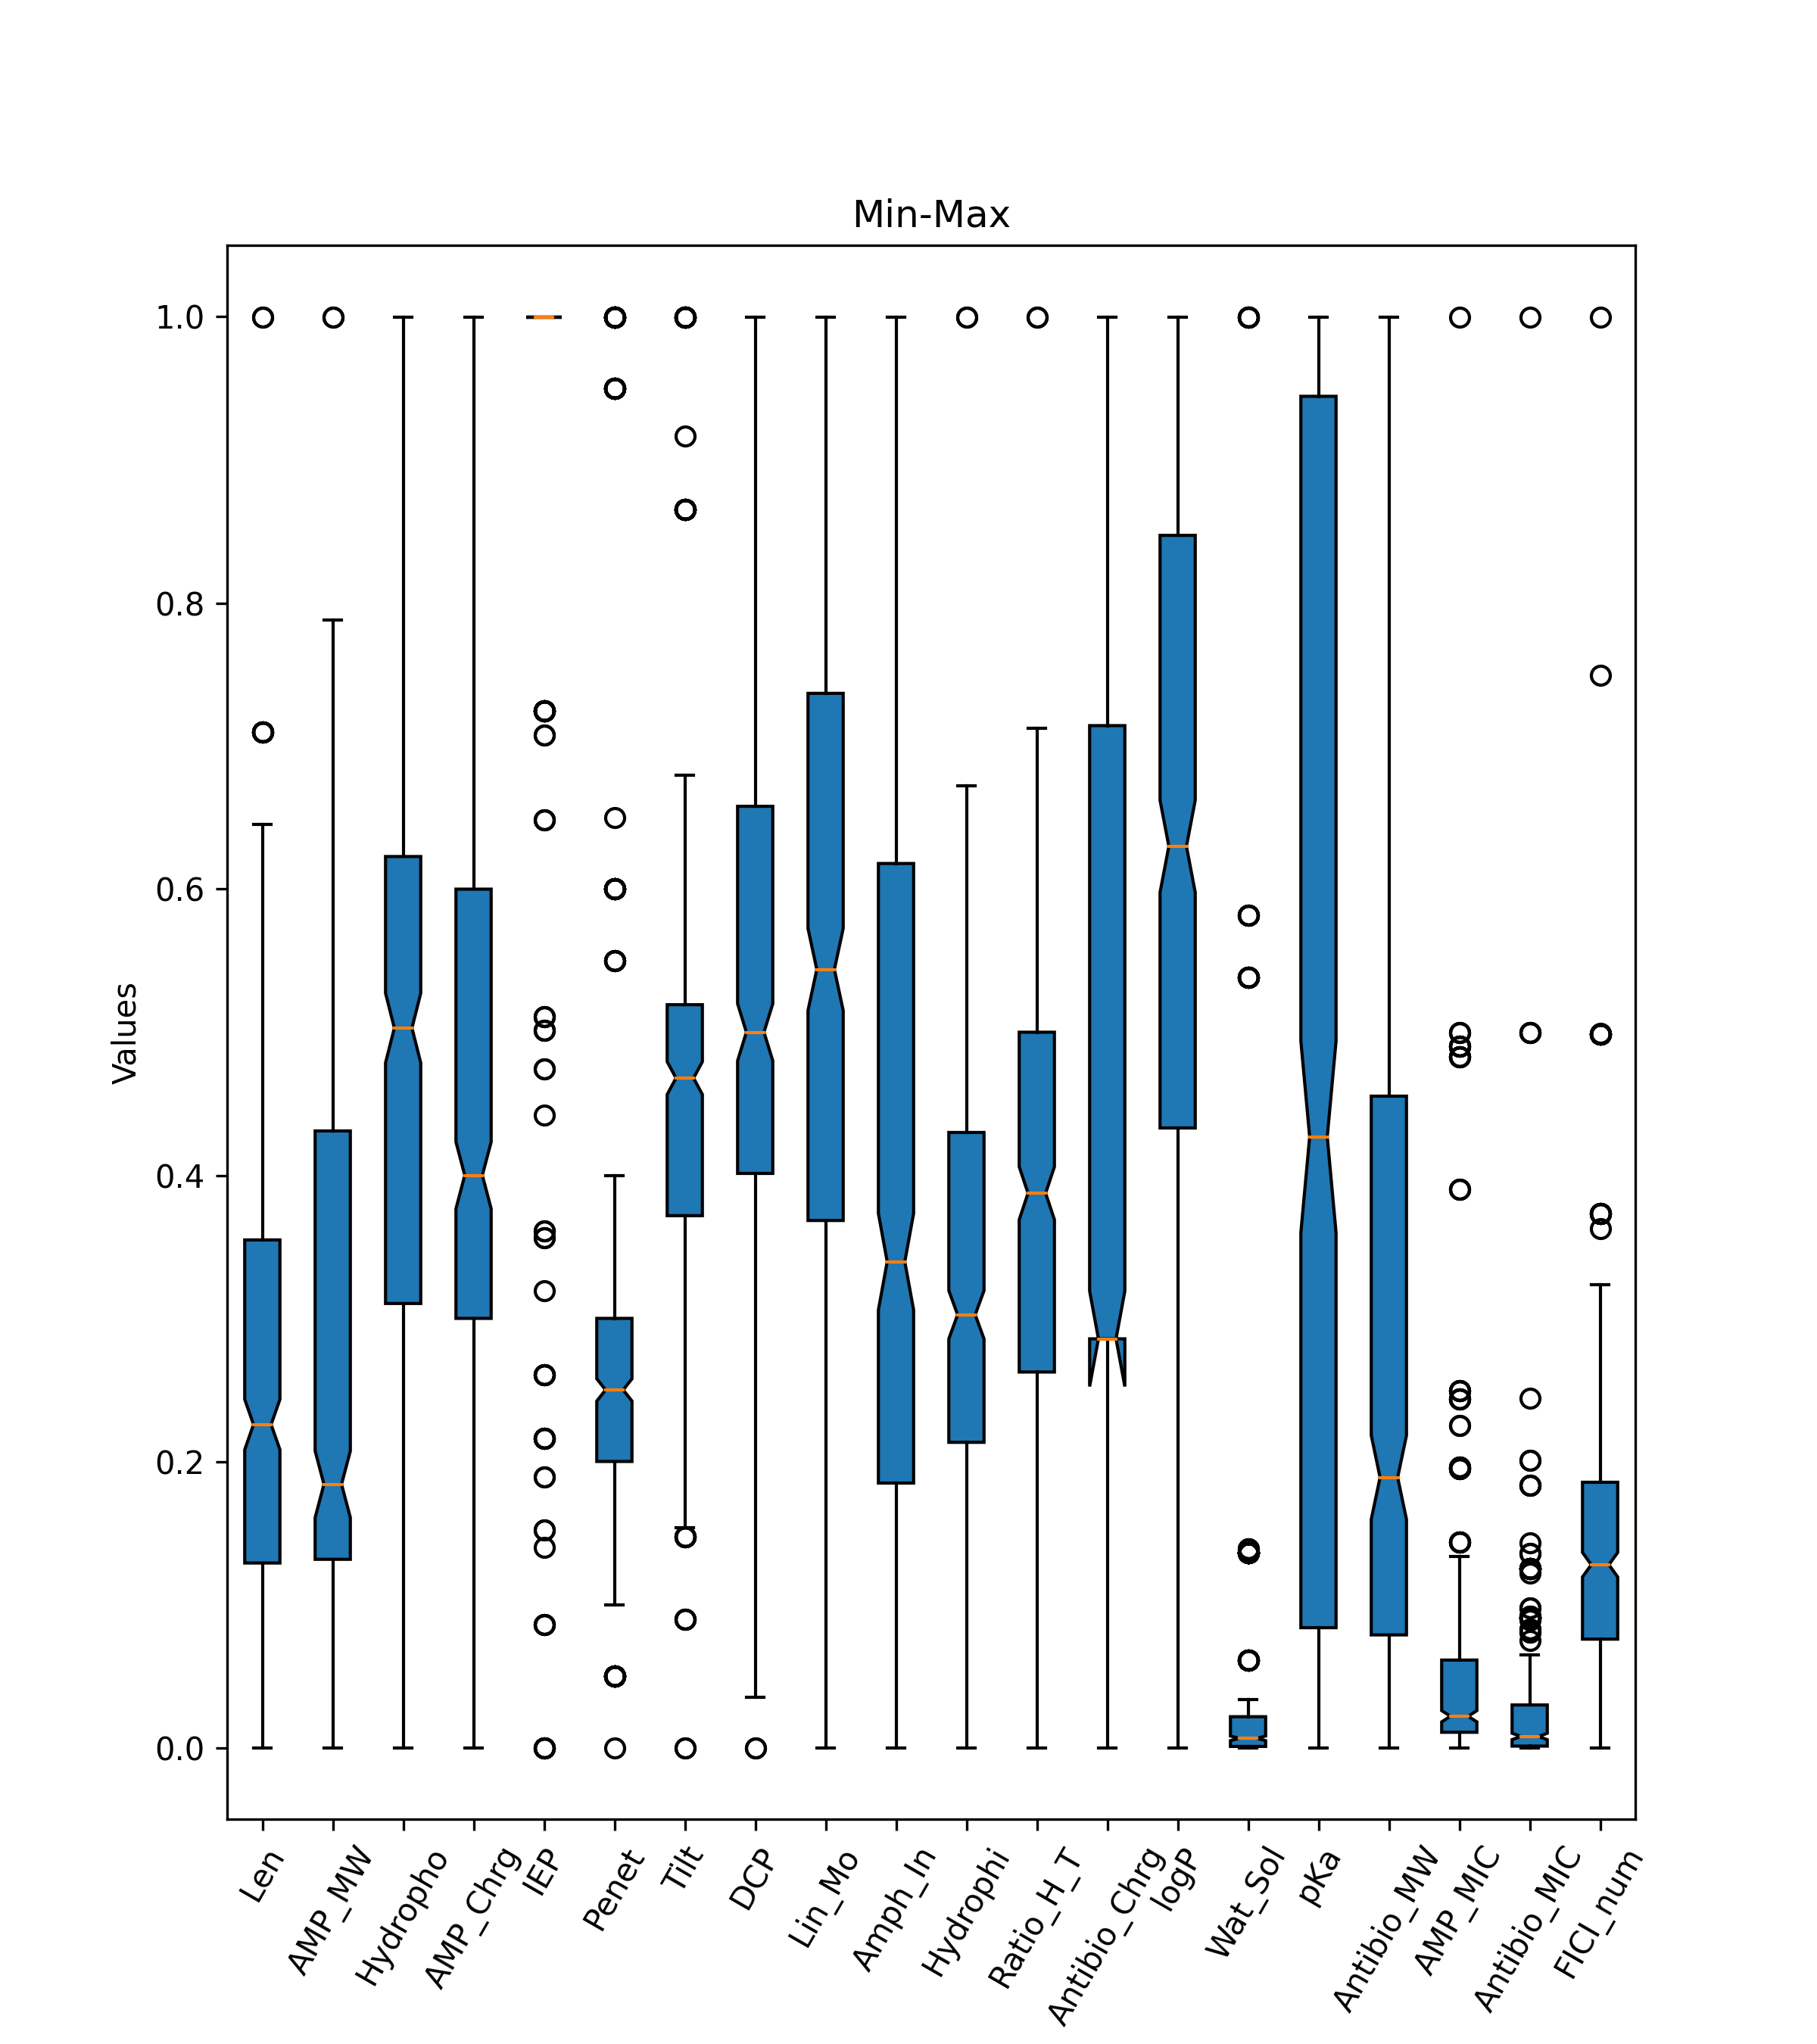 Min-Max
Values
1.0
0.8
0.6
0.4
0.2
0.0
Len
AMP_MW
Hydropho
AMP_Chrg
IEP
Penet
Tilt
DCP
Lin_Mo
Amph_In
Hydrophi
Ratio_H_T
Antibio_Chrg
logP
Wat_Sol
pKa
Antibio_MW
AMP_MIC
Antibio_MIC
FICI_num